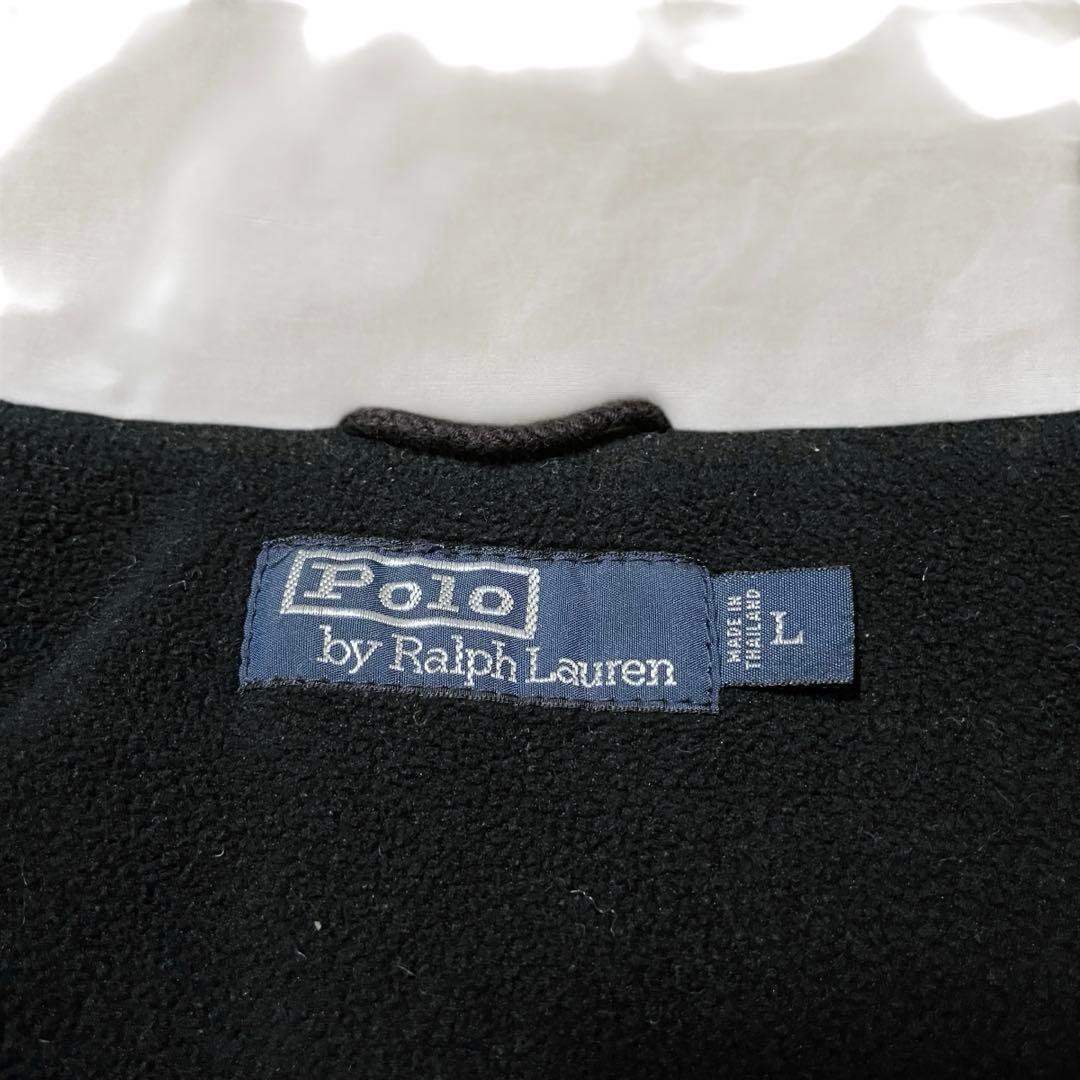 Polo
by Ralph Lauren
MADE IN
THAILAND
L